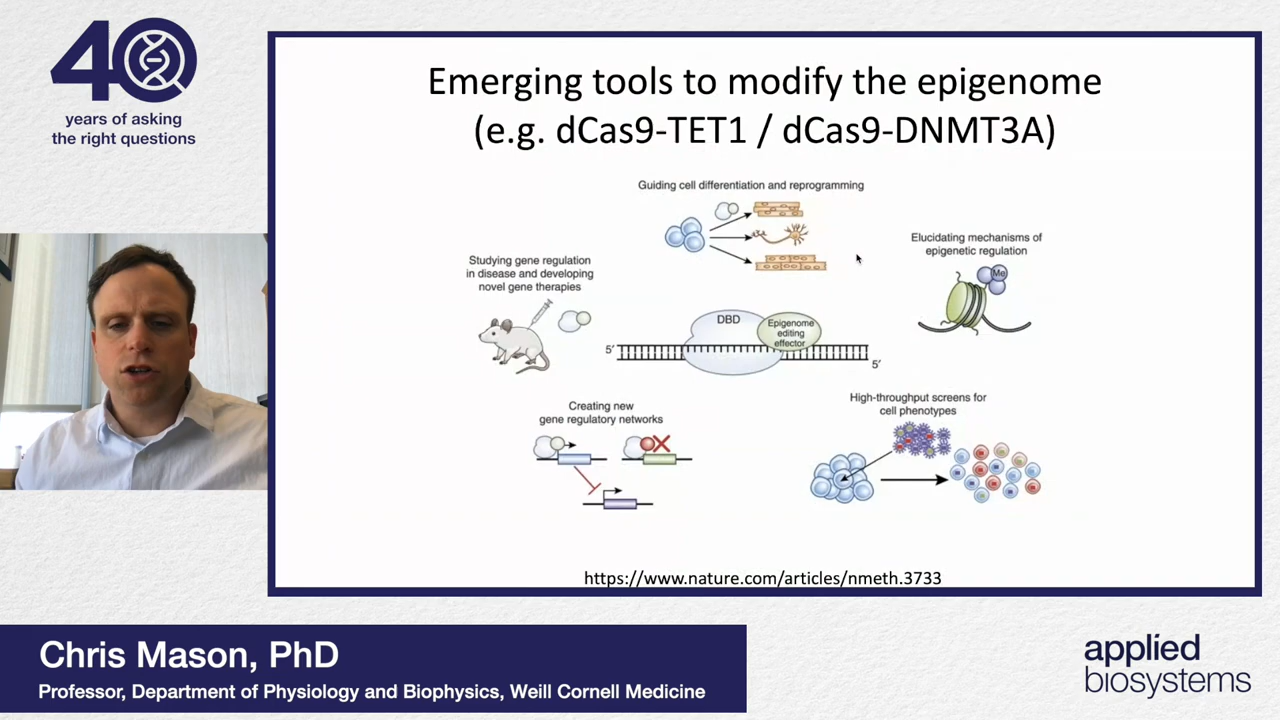 40
years of asking
the right questions
Emerging tools to modify the epigenome
(e.g. dCas9-TET1 / dCas9-DNMT3A)
Guiding cell differentiation and reprogramming
Studying gene regulation
in disease and developing
novel gene therapies
Elucidating mechanisms of
epigenetic regulation
Me
DBD
Epigenome
editing
effector
5′
5′
Creating new
gene regulatory networks
High-throughput screens for
cell phenotypes
https://www.nature.com/articles/nmeth.3733
Chris Mason, PhD
Professor, Department of Physiology and Biophysics, Weill Cornell Medicine
applied
biosystems